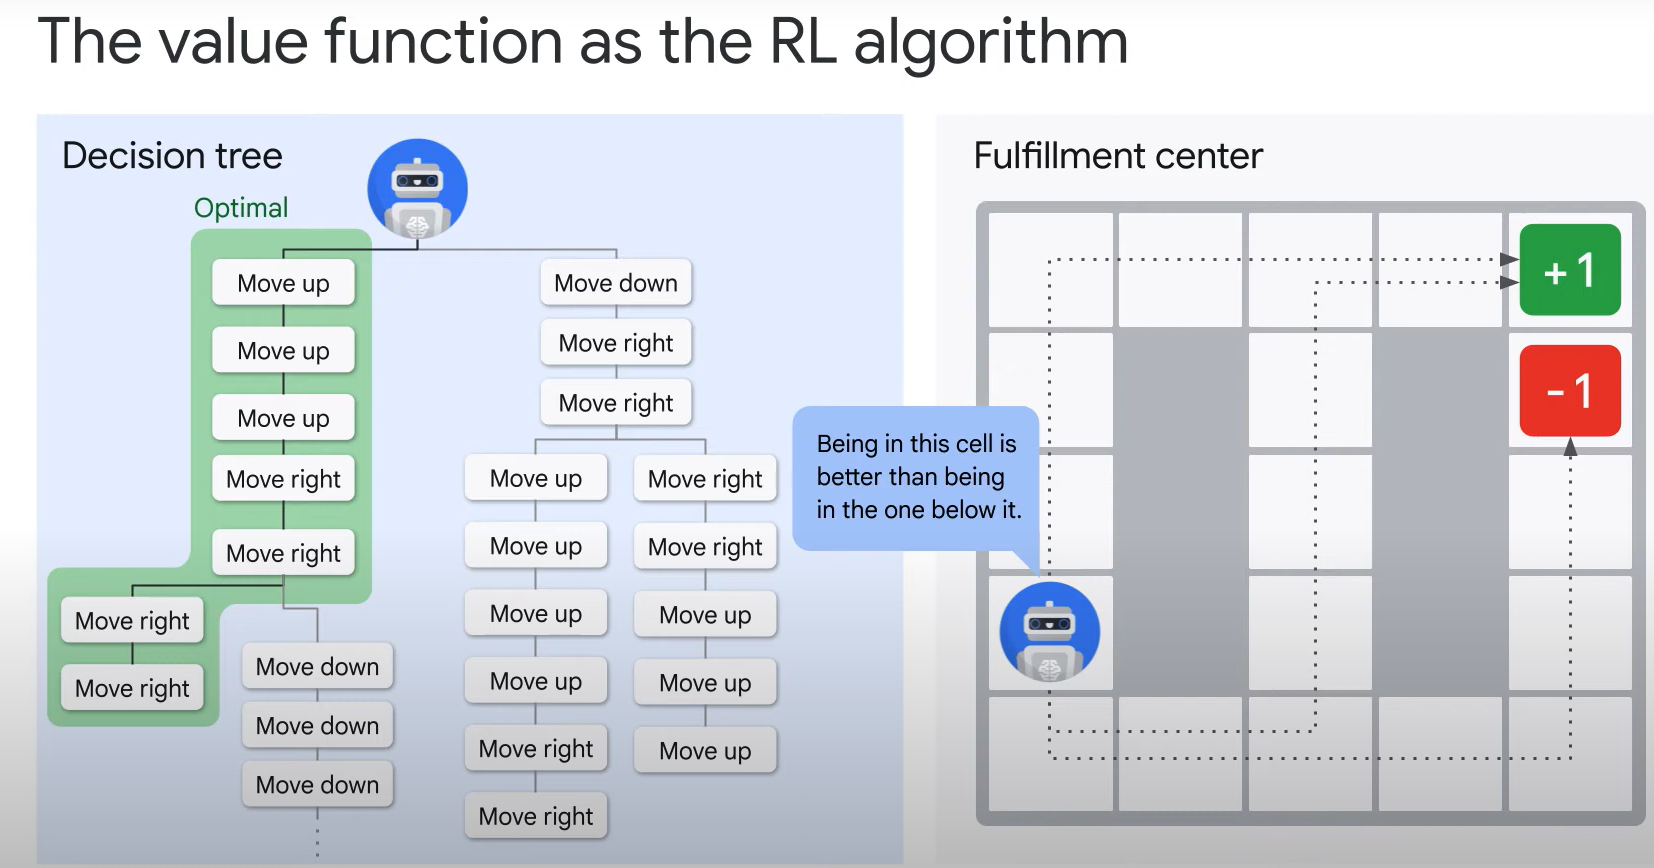 The value function as the RL algorithm
Decision tree
Optimal
Move up
Move up
Move up
Move right
Move right
Move right
Move right
Move down
Move down
Move down
Move down
Move right
Move right
Move up
Move up
Move up
Move up
Move right
Move right
Move right
Move right
Move up
Move up
Move up
Fulfillment center
+1
-1
Being in this cell is
better than being
in the one below it.